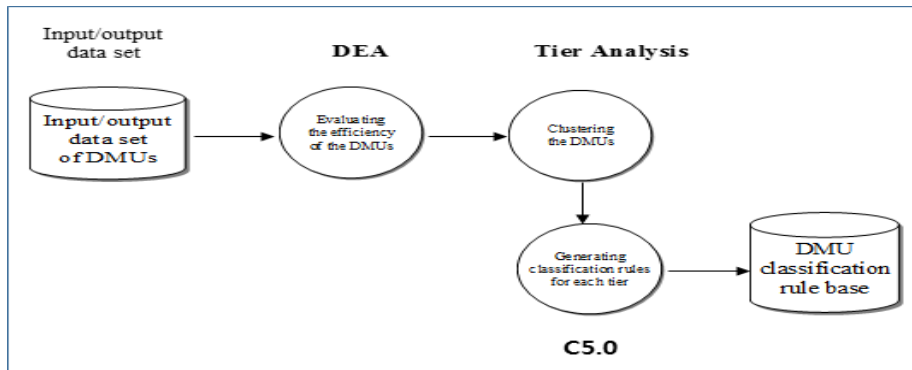 Input/output
data set
DEA
Tier Analysis
Input/output
data set
of DMUs
Evaluating
the efficiency
of the DMUs
Clustering
the DMUs
Generating
classification rules
for each tier
DMU
classification
rule base
C5.0